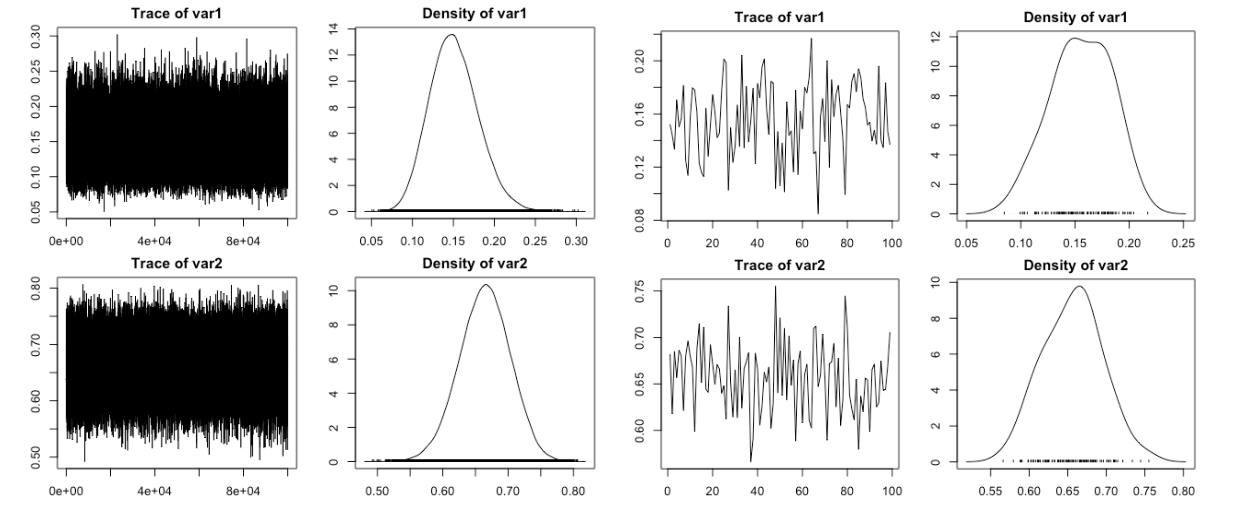 Trace of var1
0.05 0.10 0.15 0.20 0.25 0.30
0e+00 4e+04 8e+04
Density of var1
0 2 4 6 8 10 12 14
0.05 0.10 0.15 0.20 0.25 0.30
Trace of var1
0.08 0.12 0.16 0.20
0 20 40 60 80 100
Density of var1
0 2 4 6 8 10 12
0.05 0.10 0.15 0.20 0.25
Trace of var2
0.50 0.60 0.70 0.80
0e+00 4e+04 8e+04
Density of var2
0 2 4 6 8 10
0.50 0.60 0.70 0.80
Trace of var2
0.60 0.65 0.70 0.75
0 20 40 60 80 100
Density of var2
0 2 4 6 8 10
0.55 0.60 0.65 0.70 0.75 0.80